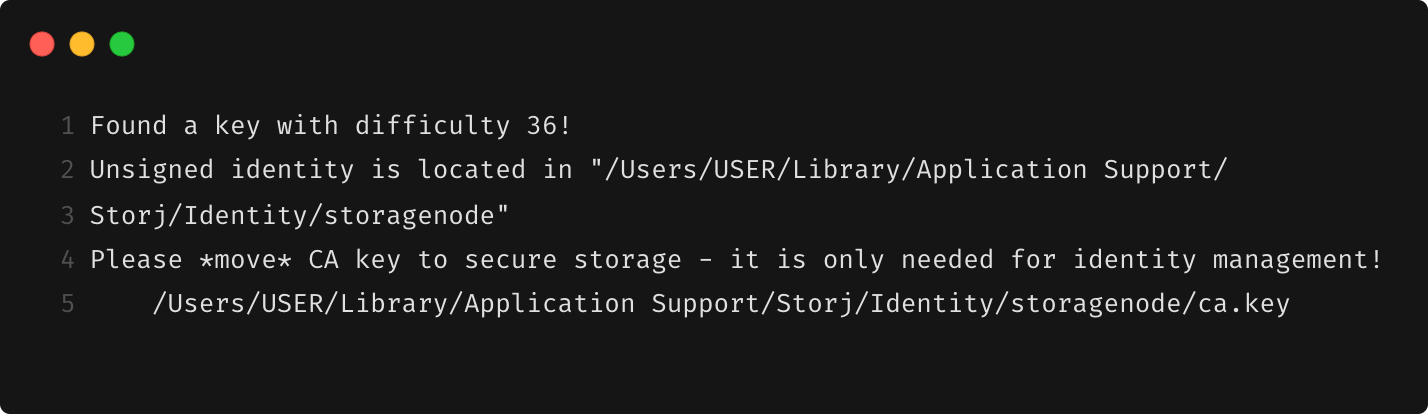 1 Found a key with difficulty 36!
2 Unsigned identity is located in "/Users/USER/Library/Application Support/
3 Storj/Identity/storagenode"
4 Please *move* CA key to secure storage - it is only needed for identity management!
5     /Users/USER/Library/Application Support/Storj/Identity/storagenode/ca.key